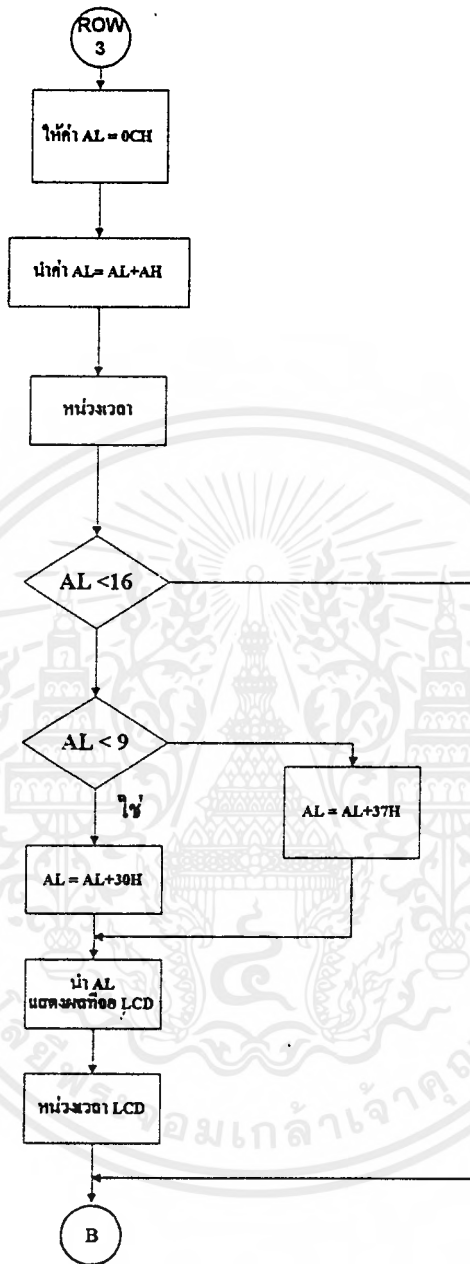 ROW
3
ให้ค่า AL = 0CH
นำค่า AL= AL+AH
หน่วงเวลา
AL <16
AL < 9
ใช่
AL = AL+37H
AL = AL+30H
นำ AL
แสดงผลที่จอ LCD
หน่วงเวลา LCD
B